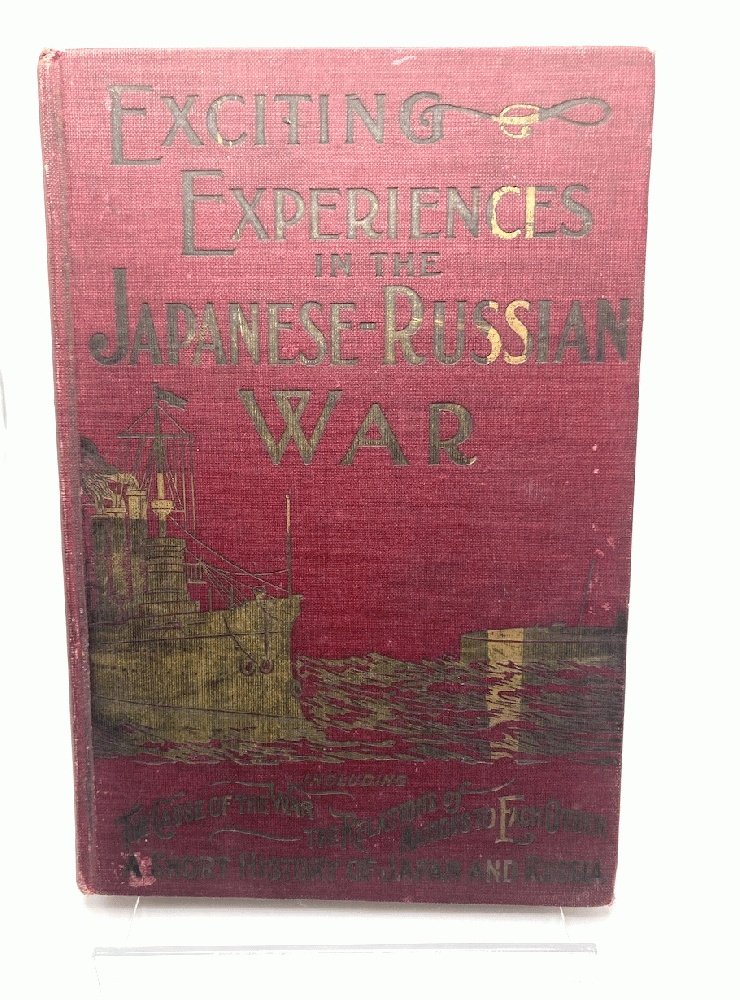 EXCITING
EXPERIENCES
IN THE
JAPANESE-RUSSIAN
WAR
INCLUDING
THE CAUSE OF THE WAR THE RELATIONS OF
NATIONS TO EACH OTHER
A SHORT HISTORY OF JAPAN AND RUSSIA